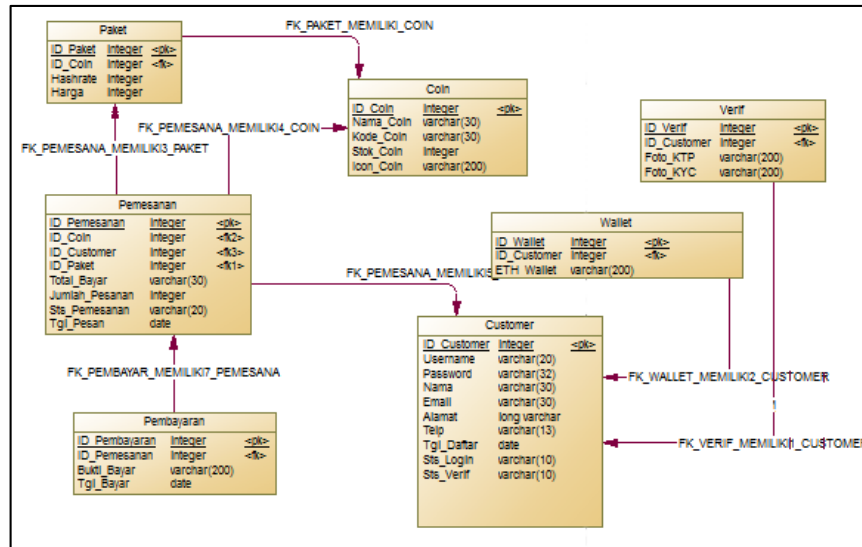 Paket
ID_Paket Integer <pk>
ID_Coin Integer <fk>
Hashrate Integer
Harga Integer
FK_PAKET_MEMILIKI_COIN
Coin
ID_Coin Integer <pk>
Nama_Coin varchar(30)
Kode_Coin varchar(30)
Stok_Coin Integer
Icon_Coin varchar(200)
Verif
ID_Verif Integer <pk>
ID_Customer Integer <fk>
Foto_KTP varchar(200)
Foto_KYC varchar(200)
FK_PEMESANA_MEMILIKI4_COIN
FK_PEMESANA_MEMILIKI3_PAKET
Pemesanan
ID_Pemesanan Integer <pk>
ID_Coin Integer <fk2>
ID_Customer Integer <fk3>
ID_Paket Integer <fk1>
Total_Bayar varchar(30)
Jumlah_Pesanan Integer
Sts_Pemesanan varchar(20)
Tgl_Pesan date
Wallet
ID_Wallet Integer <pk>
ID_Customer Integer <fk>
ETH_Wallet varchar(200)
FK_PEMESANA_MEMILIKI5_
Customer
ID_Customer Integer <pk>
Username varchar(20)
Password varchar(32)
Nama varchar(30)
Email varchar(30)
Alamat long varchar
Telp varchar(13)
Tgl_Daftar date
Sts_Login varchar(10)
Sts_Verif varchar(10)
FK_WALLET_MEMILIKI2_CUSTOMER
FK_VERIF_MEMILIKI1_CUSTOMER
FK_PEMBAYAR_MEMILIKI7_PEMESANA
Pembayaran
ID_Pembayaran Integer <pk>
ID_Pemesanan Integer <fk>
Bukti_Bayar varchar(200)
Tgl_Bayar date